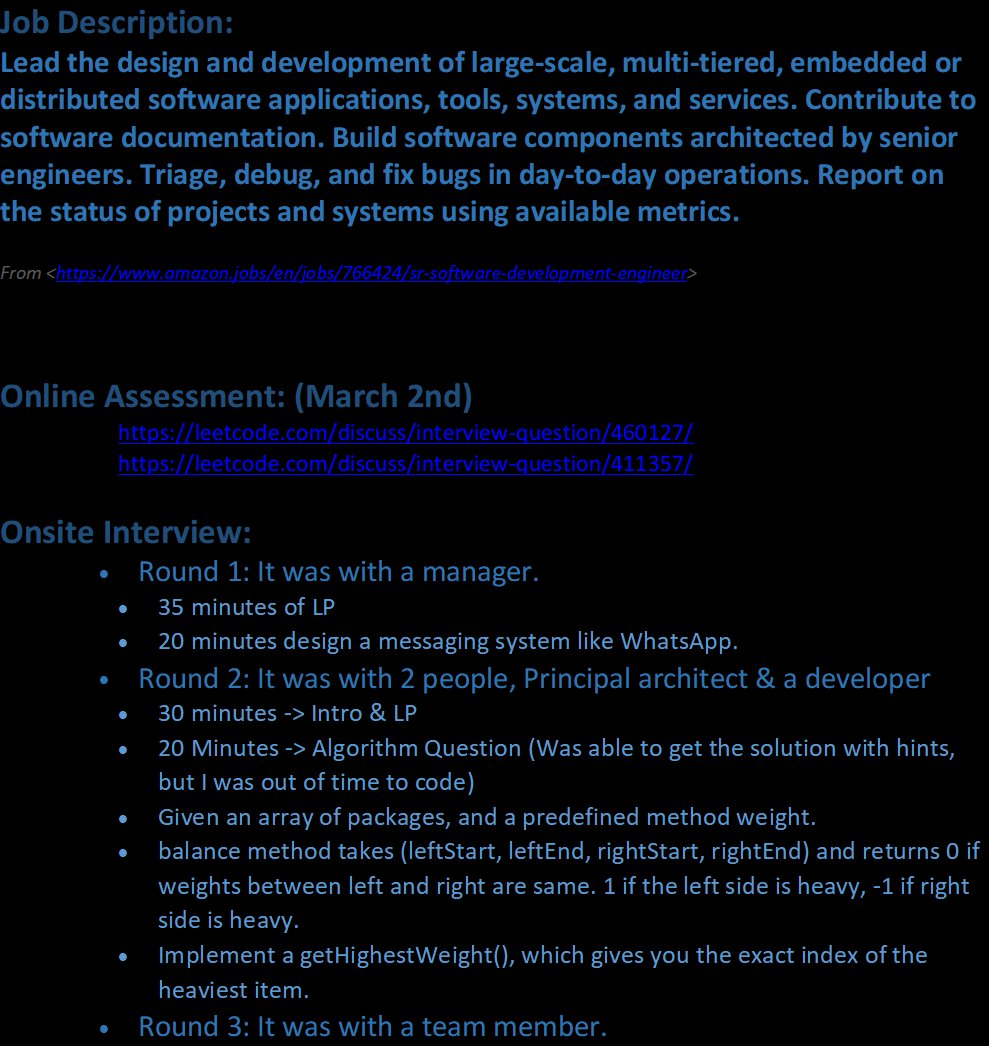 Job Description:
Lead the design and development of large-scale, multi-tiered, embedded or
distributed software applications, tools, systems, and services. Contribute to
software documentation. Build software components architected by senior
engineers. Triage, debug, and fix bugs in day-to-day operations. Report on
the status of projects and systems using available metrics.
From <https://www.amazon.jobs/en/jobs/766424/sr-software-development-engineer>
Online Assessment: (March 2nd)
https://leetcode.com/discuss/interview-question/460127/
https://leetcode.com/discuss/interview-question/411357/
Onsite Interview:
• Round 1: It was with a manager.
• 35 minutes of LP
• 20 minutes design a messaging system like WhatsApp.
• Round 2: It was with 2 people, Principal architect & a developer
• 30 minutes -> Intro & LP
• 20 Minutes -> Algorithm Question (Was able to get the solution with hints,
but I was out of time to code)
• Given an array of packages, and a predefined method weight.
• balance method takes (leftStart, leftEnd, rightStart, rightEnd) and returns 0 if
weights between left and right are same. 1 if the left side is heavy, -1 if right
side is heavy.
• Implement a getHighestWeight(), which gives you the exact index of the
heaviest item.
• Round 3: It was with a team member.